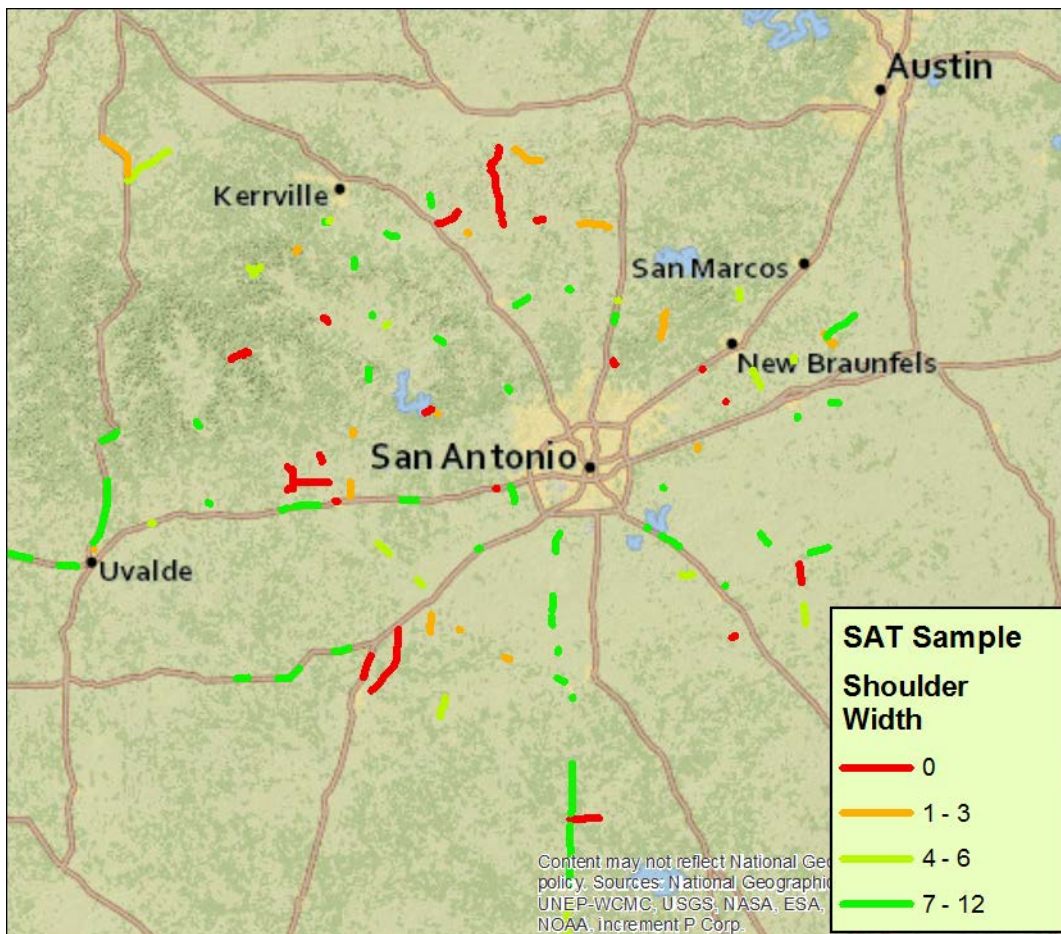 Austin
Kerrville
San Marcos
New Braunfels
San Antonio
Uvalde
SAT Sample
Shoulder
Width
0
1 - 3
4 - 6
7 - 12
Content may not reflect National Geo
policy. Sources: National Geographic
UNEP-WCMC, USGS, NASA, ESA,
NOAA, increment P Corp.